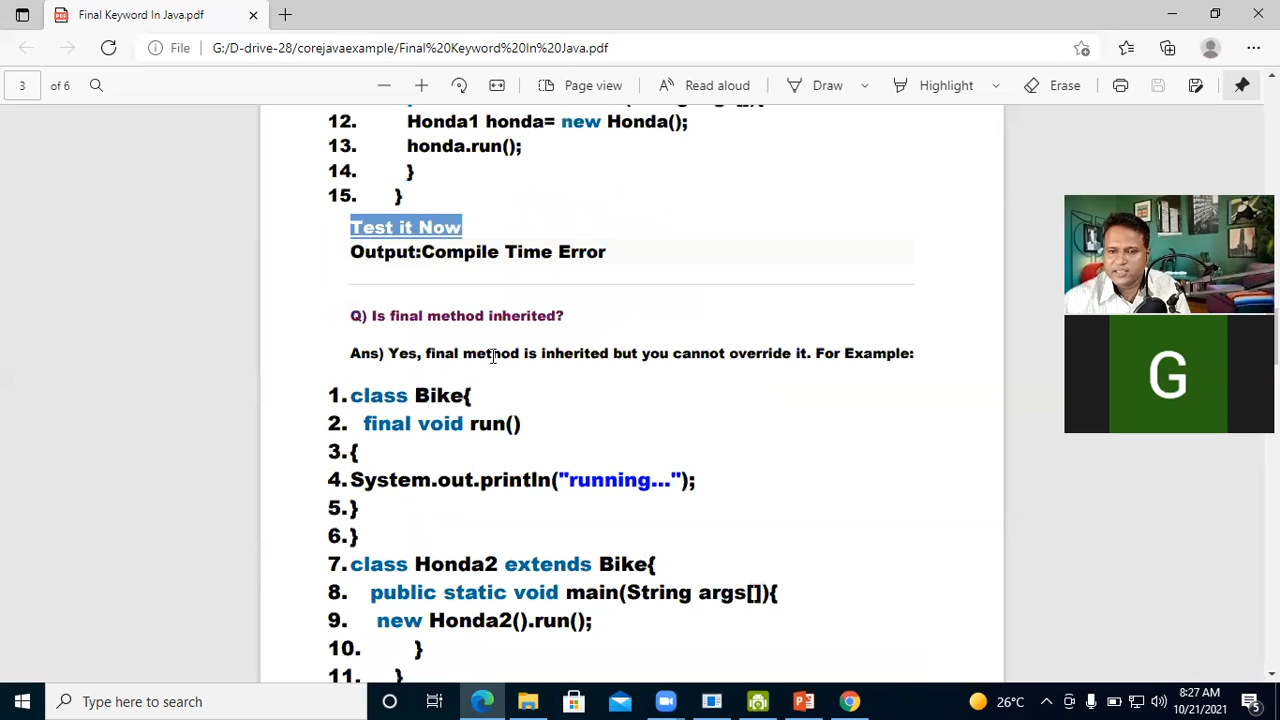 Final Keyword In Java.pdf
File
G:/D-drive-28/corejavaexample/Final%20Keyword%20In%20Java.pdf
3 of 6
Page view
Read aloud
Draw
Highlight
Erase
12. Honda1 honda= new Honda();
13. honda.run();
14. }
15. }
Test it Now
Output:Compile Time Error
Q) Is final method inherited?
Ans) Yes, final method is inherited but you cannot override it. For Example:
1. class Bike{
2. final void run()
3. {
4. System.out.println("running...");
5. }
6. }
7. class Honda2 extends Bike{
8. public static void main(String args[]){
9. new Honda2().run();
10. }
11. }
G
Type here to search
26°C
8:27 AM
10/21/2021
5